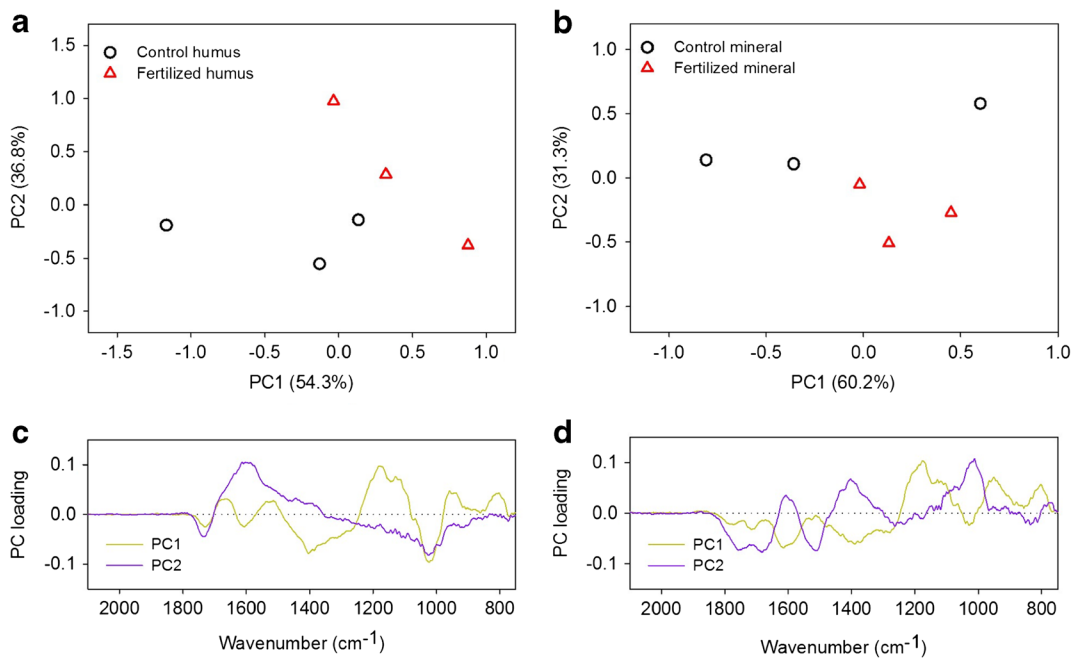 a
1.5
1.0
0.5
0.0
-0.5
-1.0
PC2 (36.8%)
Control humus
Fertilized humus
-1.5 -1.0 -0.5 0.0 0.5 1.0
PC1 (54.3%)
b
1.0
0.5
0.0
-0.5
-1.0
PC2 (31.3%)
Control mineral
Fertilized mineral
-1.0 -0.5 0.0 0.5 1.0
PC1 (60.2%)
c
0.1
0.0
-0.1
PC loading
PC1
PC2
2000 1800 1600 1400 1200 1000 800
Wavenumber (cm⁻¹)
d
0.1
0.0
-0.1
PC loading
PC1
PC2
2000 1800 1600 1400 1200 1000 800
Wavenumber (cm⁻¹)